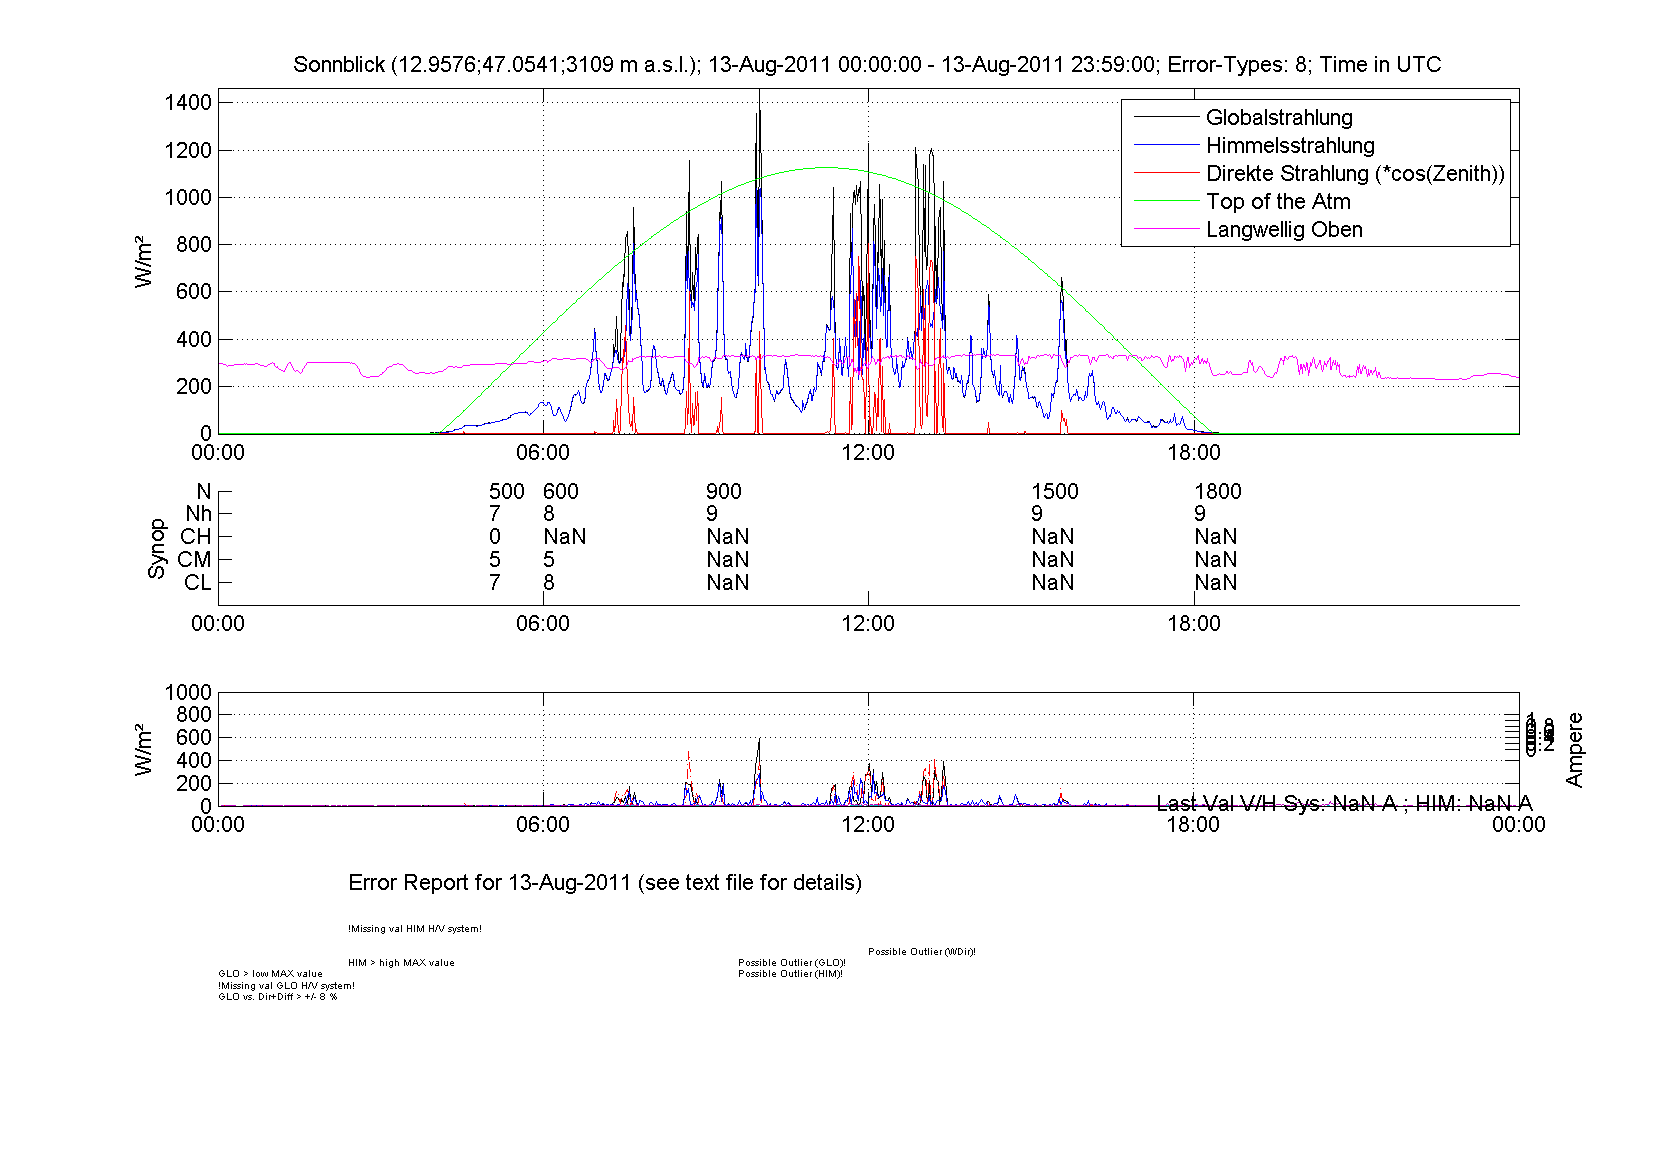 Sonnblick (12.9576;47.0541;3109 m a.s.l.); 13-Aug-2011 00:00:00 - 13-Aug-2011 23:59:00; Error-Types: 8; Time in UTC
W/m²
1400
1200
1000
800
600
400
200
0
Globalstrahlung
Himmelsstrahlung
Direkte Strahlung (*cos(Zenith))
Top of the Atm
Langwellig Oben
00:00 06:00 12:00 18:00
Synop
N 500 600 900 1500 1800
Nh 7 8 9 9 9
CH 0 NaN NaN NaN NaN
CM 5 5 NaN NaN NaN
CL 7 8 NaN NaN NaN
00:00 06:00 12:00 18:00
W/m²
1000
800
600
400
200
0
Ampere
Last Val V/H Sys: NaN A ; HIM: NaN A
00:00 06:00 12:00 18:00 00:00
Error Report for 13-Aug-2011 (see text file for details)
!Missing val HIM H/V system!
Possible Outlier (WDir)!
HIM > high MAX value
Possible Outlier (GLO)!
GLO > low MAX value
Possible Outlier (HIM)!
!Missing val GLO H/V system!
GLO vs. Dir+Diff > +/- 8 %